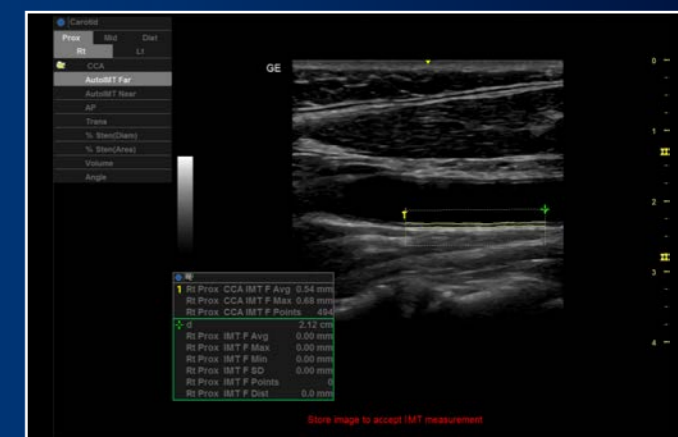 Carotid
Prox Mid Dist
Rt Lt
CCA
AutoIMT Far
AutoIMT Near
AP
Trans
% Sten(Diam)
% Sten(Area)
Volume
Angle
GE
0
1
2
3
4
1 Rt Prox CCA IMT F Avg 0.54 mm
Rt Prox CCA IMT F Max 0.68 mm
Rt Prox CCA IMT F Points 494
d 2.12 cm
Rt Prox IMT F Avg 0.00 mm
Rt Prox IMT F Max 0.00 mm
Rt Prox IMT F Min 0.00 mm
Rt Prox IMT F SD 0.00 mm
Rt Prox IMT F Points 0
Rt Prox IMT F Dist 0.0 mm
Store image to accept IMT measurement